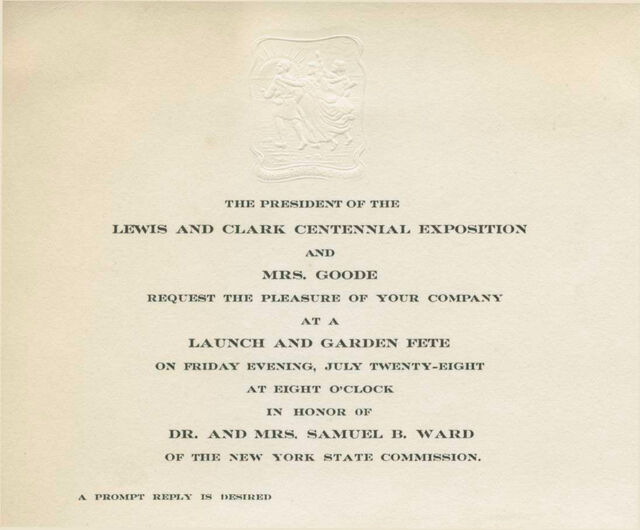 THE PRESIDENT OF THE
LEWIS AND CLARK CENTENNIAL EXPOSITION
AND
MRS. GOODE
REQUEST THE PLEASURE OF YOUR COMPANY
AT A
LAUNCH AND GARDEN FETE
ON FRIDAY EVENING, JULY TWENTY-EIGHT
AT EIGHT O'CLOCK
IN HONOR OF
DR. AND MRS. SAMUEL B. WARD
OF THE NEW YORK STATE COMMISSION.
A PROMPT REPLY IS DESIRED